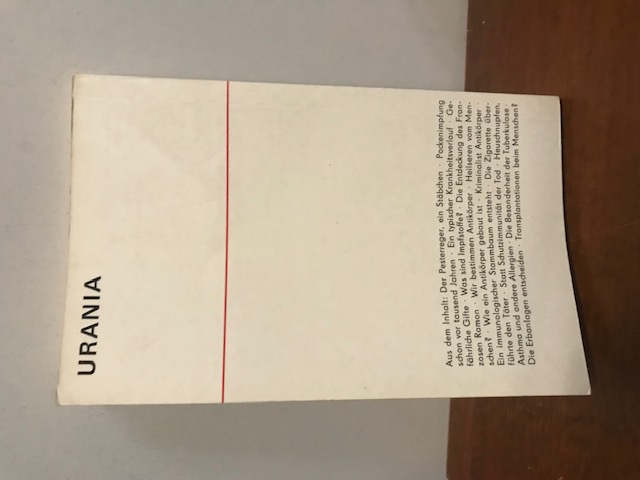 URANIA
Aus dem Inhalt: Der Pesterreger, ein Stäbchen · Pockenimpfung
schon vor tausend Jahren · Ein typischer Krankheitsverlauf · Ge-
fährliche Gifte · Was sind Impfstoffe? · Die Entdeckung des Fran-
zosen Ramon · Wir bestimmen Antikörper · Heilseren vom Men-
schen? · Wie ein Antikörper gebaut ist · Kriminalist Antikörper ·
Ein immunologischer Stammbaum entsteht · Die Zigarette über-
führte den Täter · Statt Schutzimmunität der Tod · Heuschnupfen,
Asthma und andere Allergien · Die Besonderheit der Tuberkulose ·
Die Erbanlagen entscheiden · Transplantationen beim Menschen?